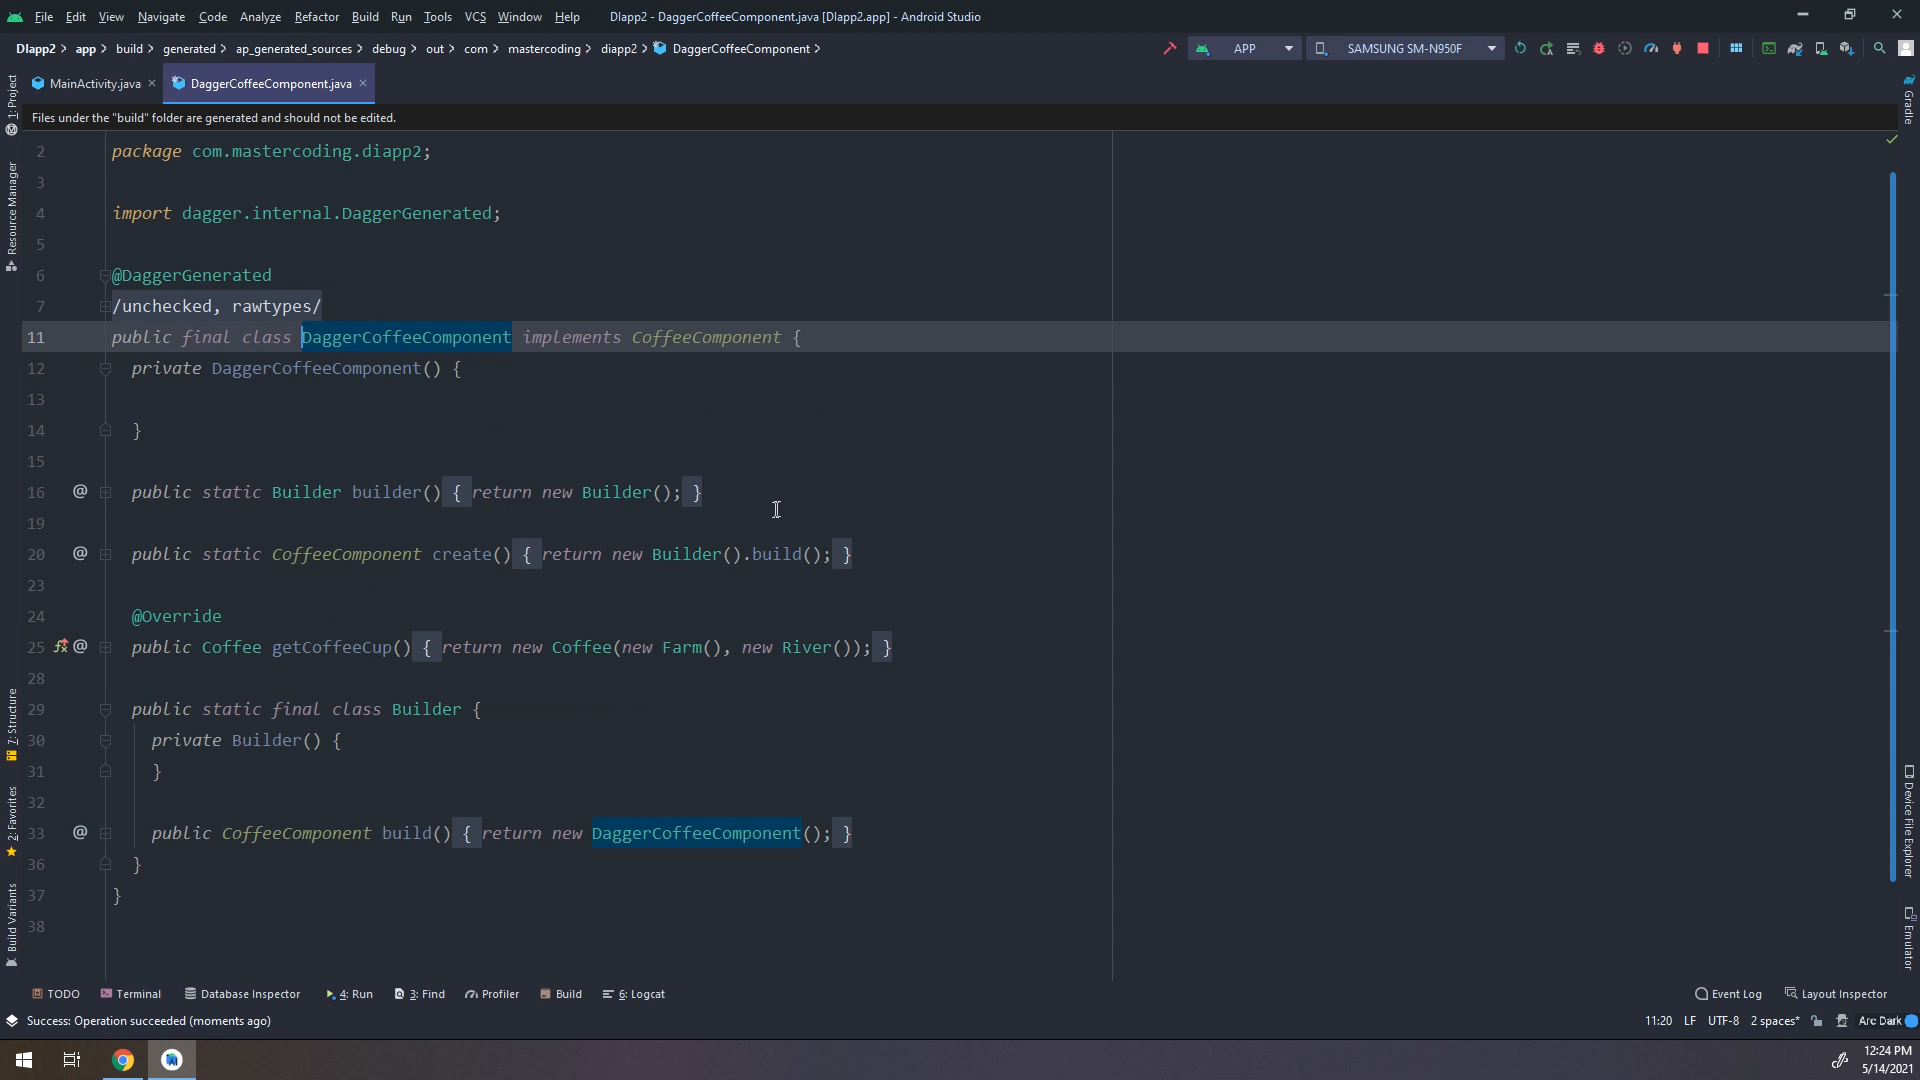 File Edit View Navigate Code Analyze Refactor Build Run Tools VCS Window Help DIapp2 - DaggerCoffeeComponent.java [DIapp2.app] - Android Studio
DIapp2 app build generated ap_generated_sources debug out com mastercoding diapp2 DaggerCoffeeComponent APP SAMSUNG SM-N950F
MainActivity.java DaggerCoffeeComponent.java
Files under the "build" folder are generated and should not be edited.
2 package com.mastercoding.diapp2;
3
4 import dagger.internal.DaggerGenerated;
5
6 @DaggerGenerated
7 /unchecked, rawtypes/
11 public final class DaggerCoffeeComponent implements CoffeeComponent {
12 private DaggerCoffeeComponent() {
13
14 }
15
16 @ public static Builder builder() { return new Builder(); }
19
20 @ public static CoffeeComponent create() { return new Builder().build(); }
23
24 @Override
25 @ public Coffee getCoffeeCup() { return new Coffee(new Farm(), new River()); }
28
29 public static final class Builder {
30 private Builder() {
31 }
32
33 @ public CoffeeComponent build() { return new DaggerCoffeeComponent(); }
36 }
37 }
38
1: Project
Resource Manager
7: Structure
2: Favorites
Build Variants
Gradle
Device File Explorer
Emulator
TODO Terminal Database Inspector 4: Run 3: Find Profiler Build 6: Logcat Event Log Layout Inspector
Success: Operation succeeded (moments ago) 11:20 LF UTF-8 2 spaces* Arc Dark
12:24 PM
5/14/2021